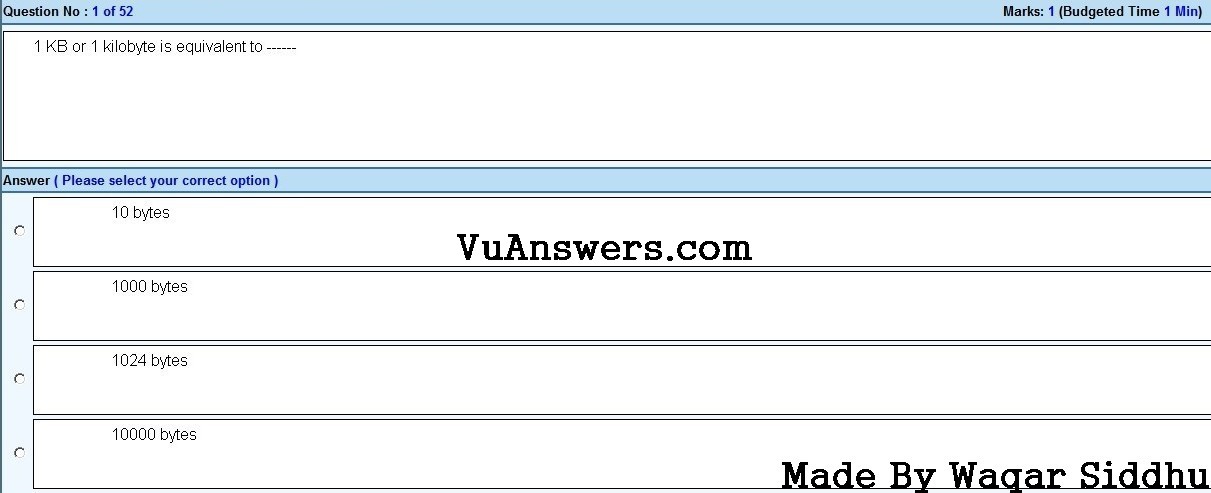 Question No : 1 of 52 Marks: 1 (Budgeted Time 1 Min)
1 KB or 1 kilobyte is equivalent to ------
Answer ( Please select your correct option )
10 bytes
VuAnswers.com
1000 bytes
1024 bytes
10000 bytes
Made By Waqar Siddhu